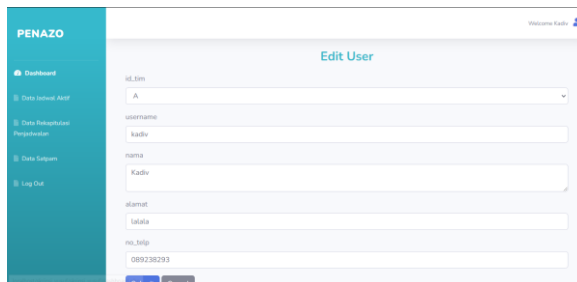 Welcome Kadiv
PENAZO
Edit User
Dashboard
id_tim
A
Data Jadwal Aktif
username
kadiv
Data Rekapitulasi
Penjadwalan
nama
Kadiv
Data Satpam
Log Out
alamat
lalala
no_telp
089238293